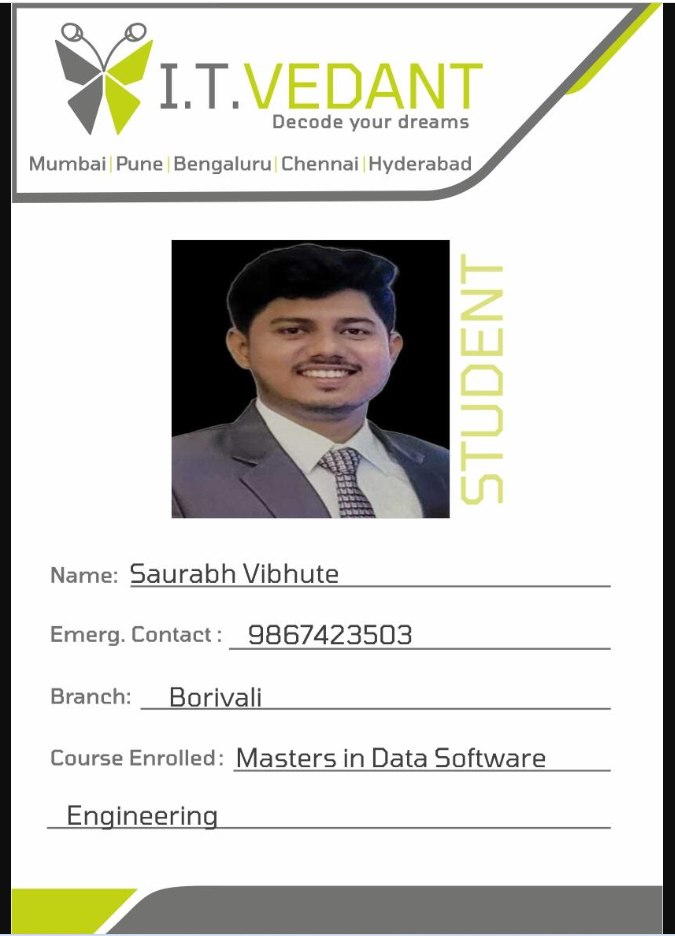 I.T.VEDANT
Decode your dreams
Mumbai|Pune|Bengaluru|Chennai|Hyderabad
STUDENT
Name: Saurabh Vibhute
Emerg. Contact : 9867423503
Branch: Borivali
Course Enrolled: Masters in Data Software
Engineering